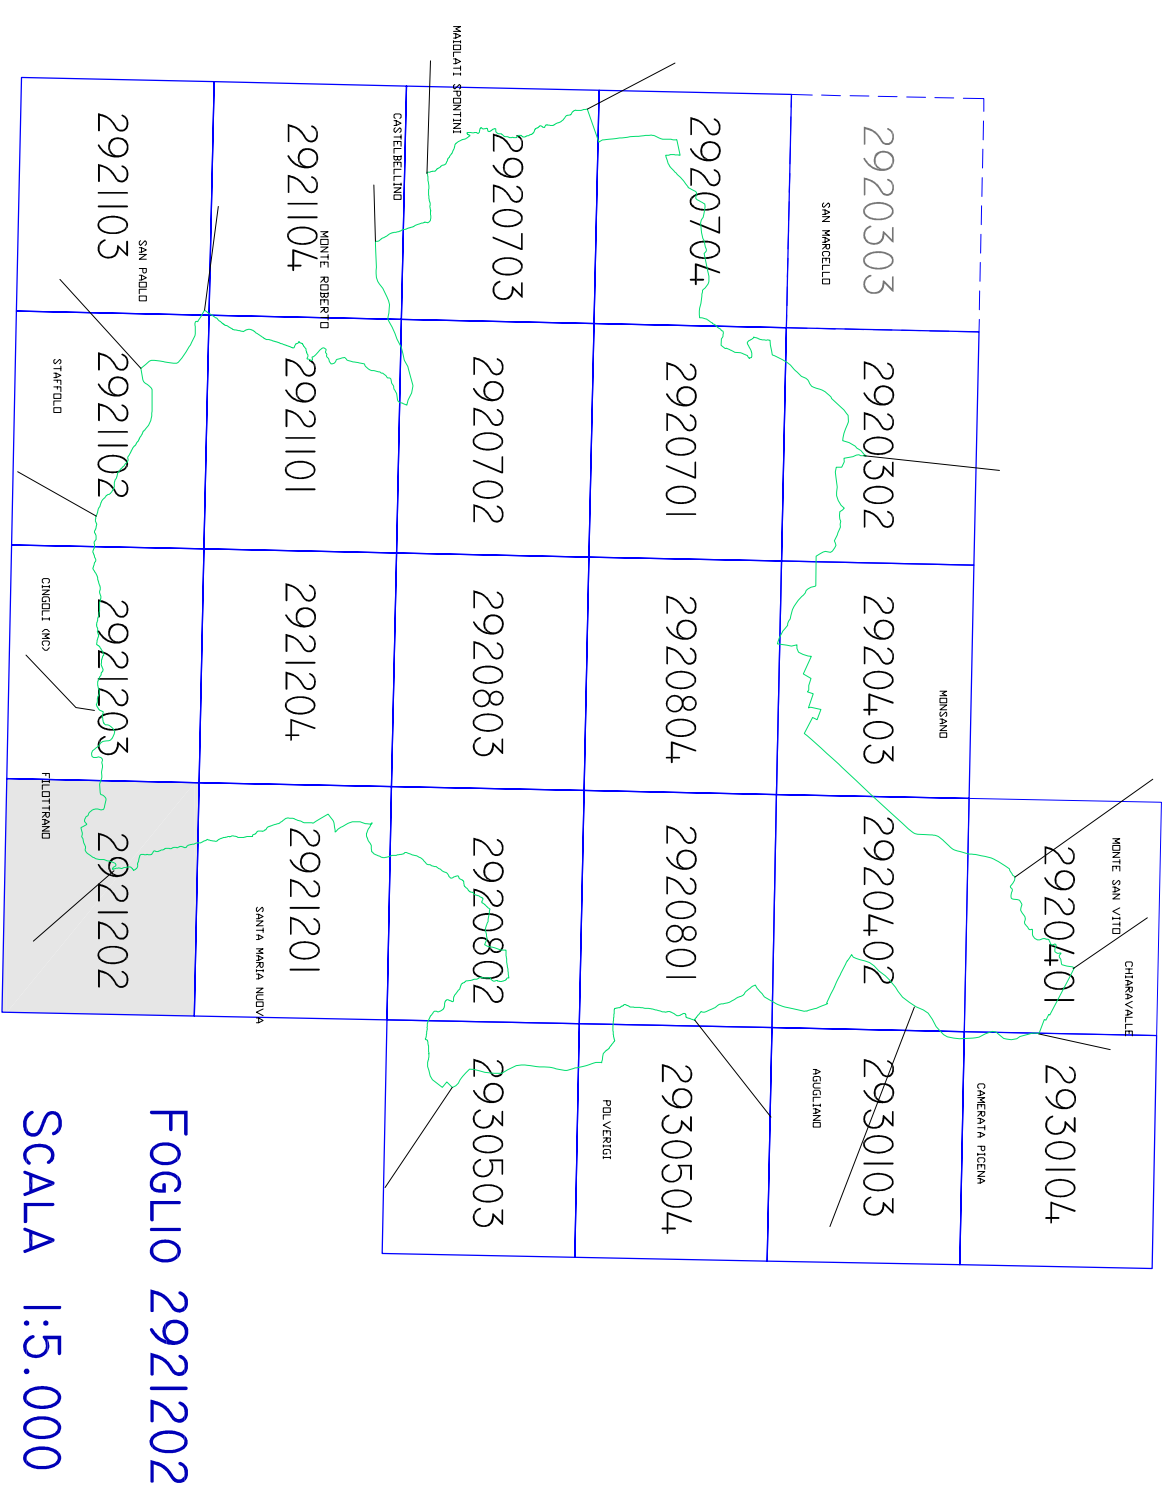 CHIARAVALLE
MONTE SAN VITO
2920401
2930104
CAMERATA PICENA
MONSANO
2920303
2920302
2920403
2920402
2930103
SAN MARCELLO
AGUGLIANO
2920704
2920701
2920804
2920801
2930504
POLVERIGI
2920703
2920702
2920803
2920802
2930503
MAIOLATI SPONTINI
CASTELBELLINO
MONTE ROBERTO
2921104
2921101
2921204
2921201
SANTA MARIA NUOVA
SAN PAOLO
2921103
2921102
2921203
2921202
STAFFOLO
CINGOLI (MC)
FILOTTRANO
FOGLIO 2921202
SCALA 1:5.000